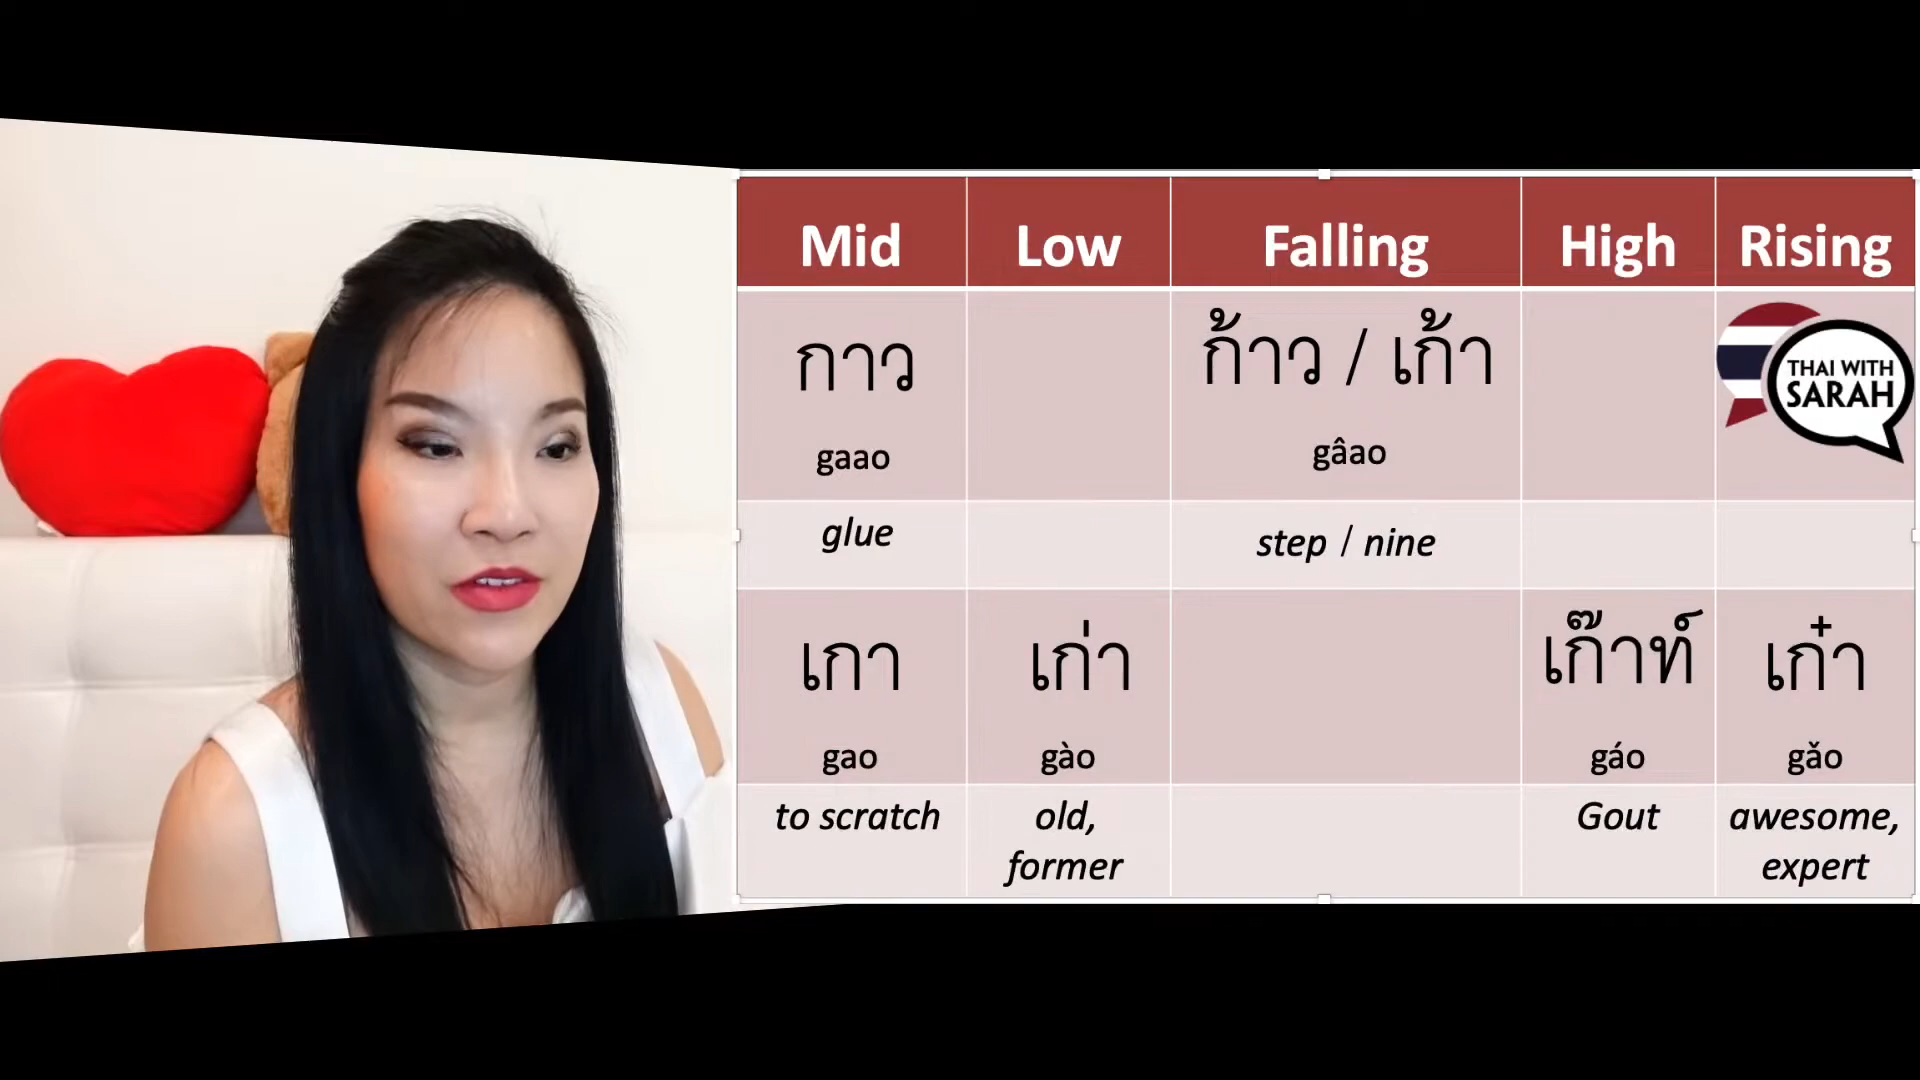 Mid Low Falling High Rising
กาว ก้าว / เก้า
THAI WITH
SARAH
gaao gâao
glue step / nine
เกา เก่า เก๊าท์ เก๋า
gao gào gáo gǎo
to scratch old, Gout awesome,
former expert